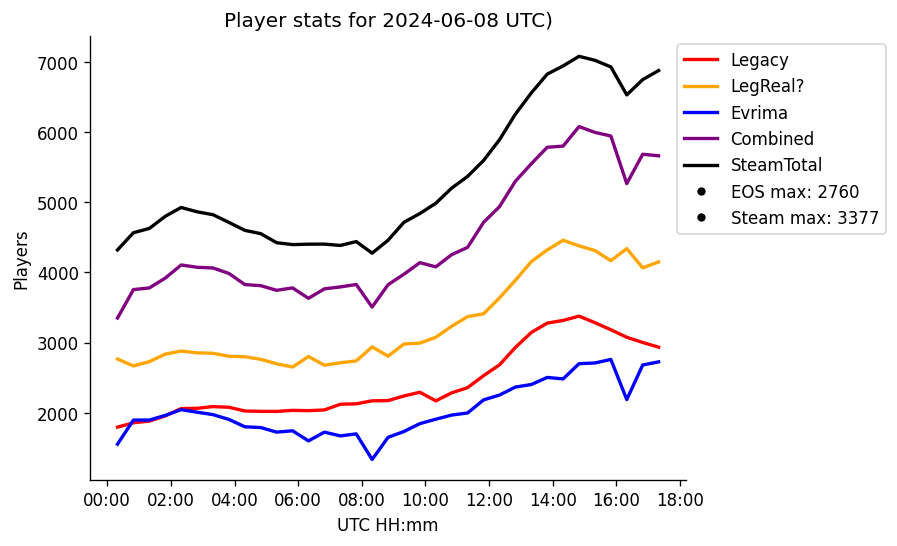 Player stats for 2024-06-08 UTC)
Players
7000
6000
5000
4000
3000
2000
00:00 02:00 04:00 06:00 08:00 10:00 12:00 14:00 16:00 18:00
UTC HH:mm
Legacy
LegReal?
Evrima
Combined
SteamTotal
EOS max: 2760
Steam max: 3377